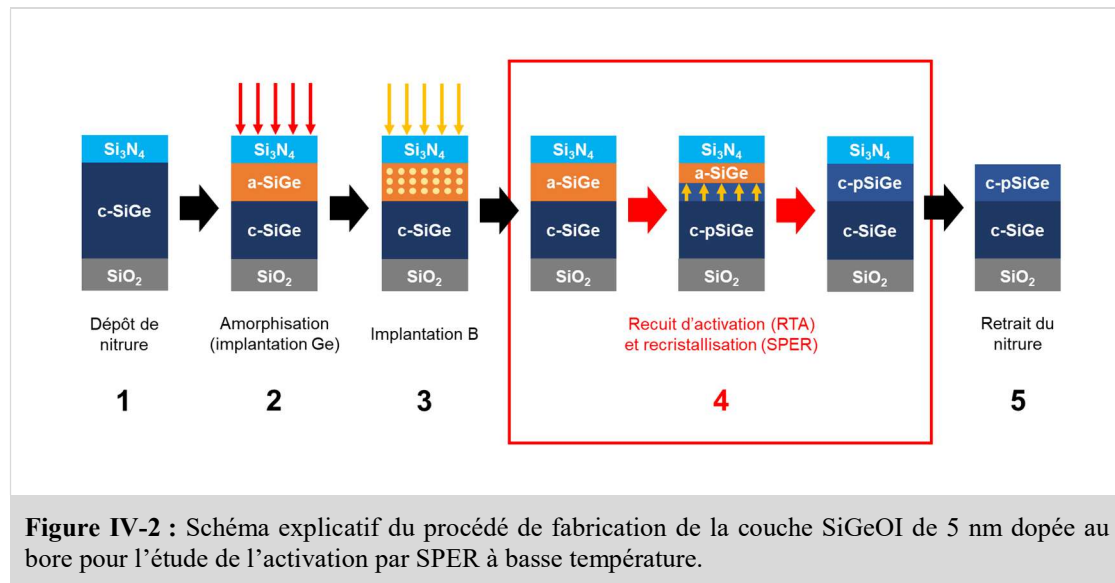 Si₃N₄
c-SiGe
SiO₂
Dépôt de
nitrure
1
Si₃N₄
a-SiGe
c-SiGe
SiO₂
Amorphisation
(implantation Ge)
2
Si₃N₄
c-SiGe
SiO₂
Implantation B
3
Si₃N₄
a-SiGe
c-SiGe
SiO₂
Si₃N₄
a-SiGe
c-pSiGe
SiO₂
Si₃N₄
c-pSiGe
c-SiGe
SiO₂
Recuit d'activation (RTA)
et recristallisation (SPER)
4
c-pSiGe
c-SiGe
SiO₂
Retrait du
nitrure
5
Figure IV-2 : Schéma explicatif du procédé de fabrication de la couche SiGeOI de 5 nm dopée au
bore pour l’étude de l’activation par SPER à basse température.